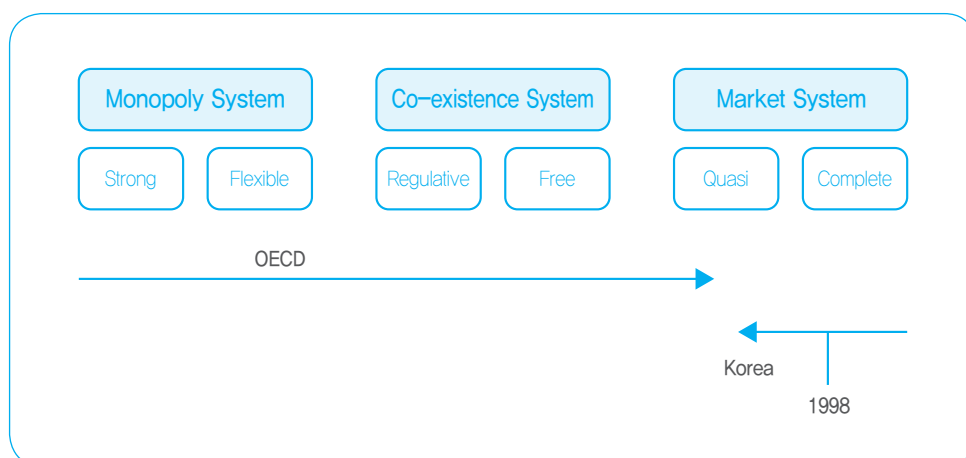 Monopoly System
Co-existence System
Market System
Strong
Flexible
Regulative
Free
Quasi
Complete
OECD
Korea
1998